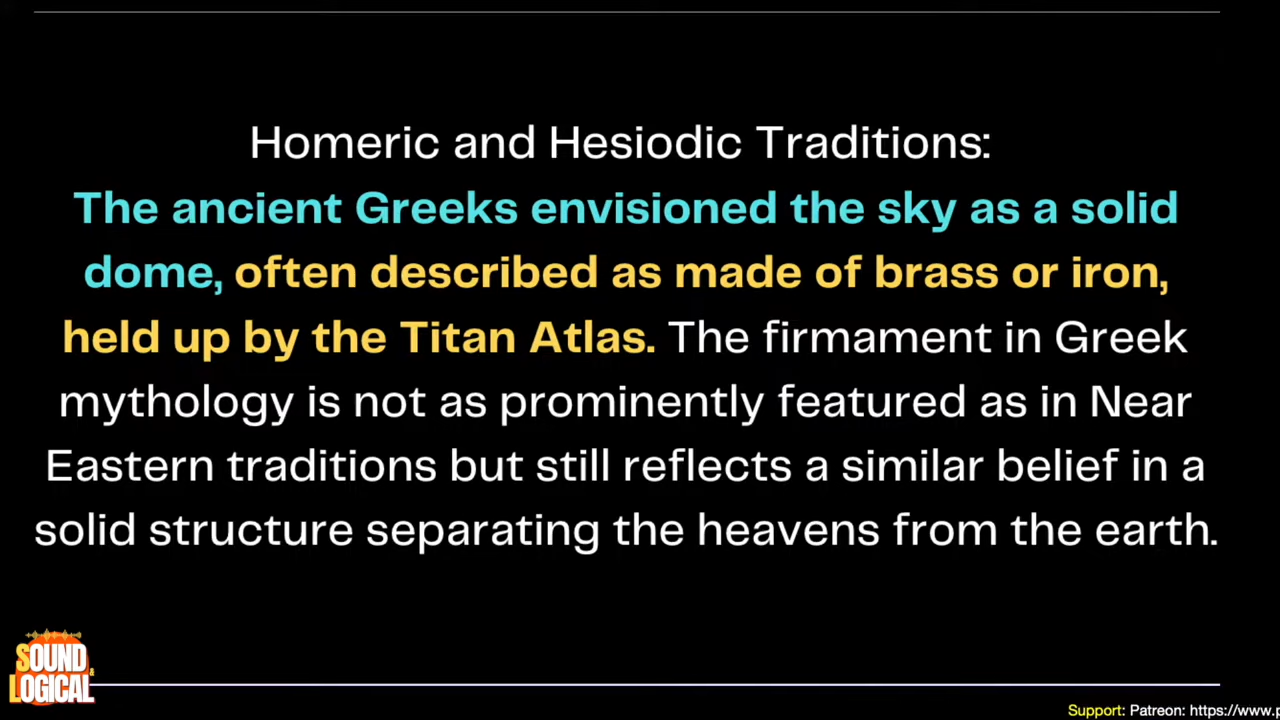 Homeric and Hesiodic Traditions:
The ancient Greeks envisioned the sky as a solid
dome, often described as made of brass or iron,
held up by the Titan Atlas. The firmament in Greek
mythology is not as prominently featured as in Near
Eastern traditions but still reflects a similar belief in a
solid structure separating the heavens from the earth.
SOUND &
LOGICAL
Support: Patreon: https://www.p